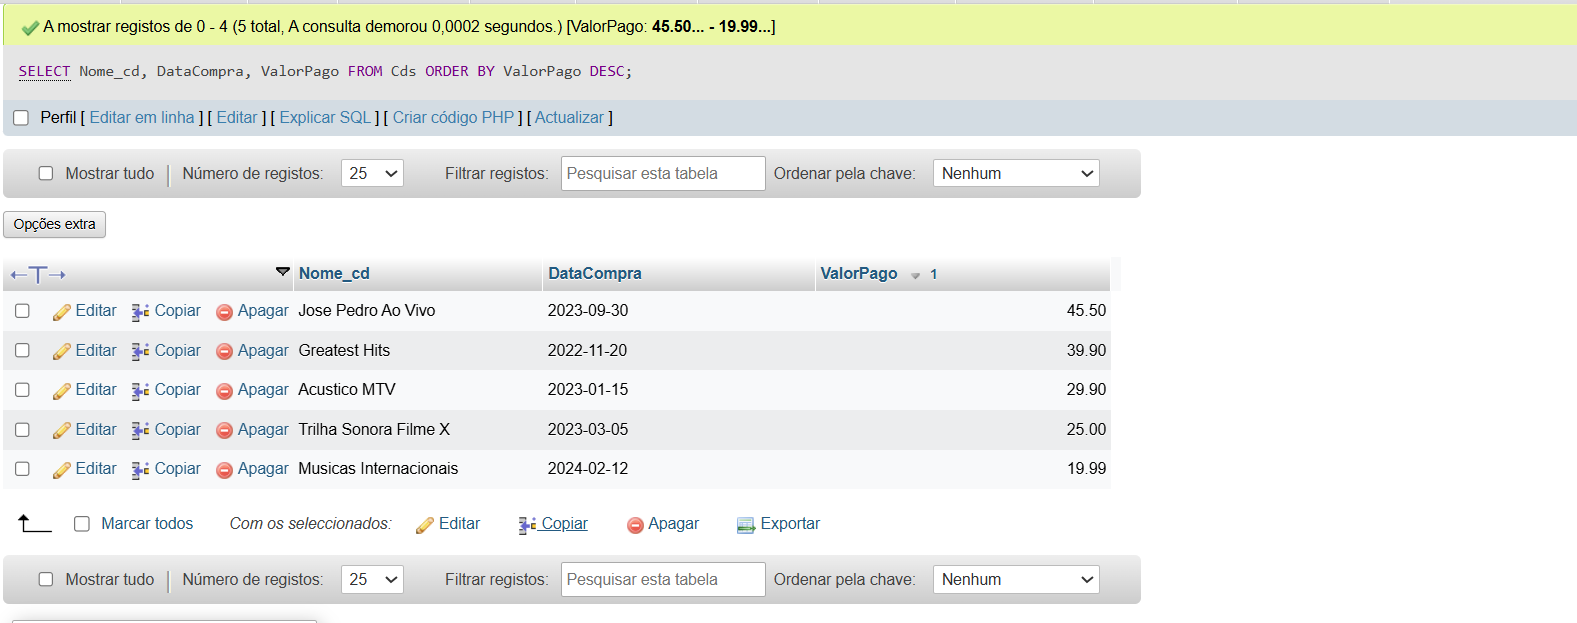 A mostrar registos de 0 - 4 (5 total, A consulta demorou 0,0002 segundos.) [ValorPago: 45.50... - 19.99...]
SELECT Nome_cd, DataCompra, ValorPago FROM Cds ORDER BY ValorPago DESC;
Perfil [ Editar em linha ] [ Editar ] [ Explicar SQL ] [ Criar código PHP ] [ Actualizar ]
Mostrar tudo | Número de registos: 25 Filtrar registos: Pesquisar esta tabela Ordenar pela chave: Nenhum
Opções extra
←T→ Nome_cd DataCompra ValorPago 1
Editar Copiar Apagar Jose Pedro Ao Vivo 2023-09-30 45.50
Editar Copiar Apagar Greatest Hits 2022-11-20 39.90
Editar Copiar Apagar Acustico MTV 2023-01-15 29.90
Editar Copiar Apagar Trilha Sonora Filme X 2023-03-05 25.00
Editar Copiar Apagar Musicas Internacionais 2024-02-12 19.99
Marcar todos Com os seleccionados: Editar Copiar Apagar Exportar
Mostrar tudo | Número de registos: 25 Filtrar registos: Pesquisar esta tabela Ordenar pela chave: Nenhum